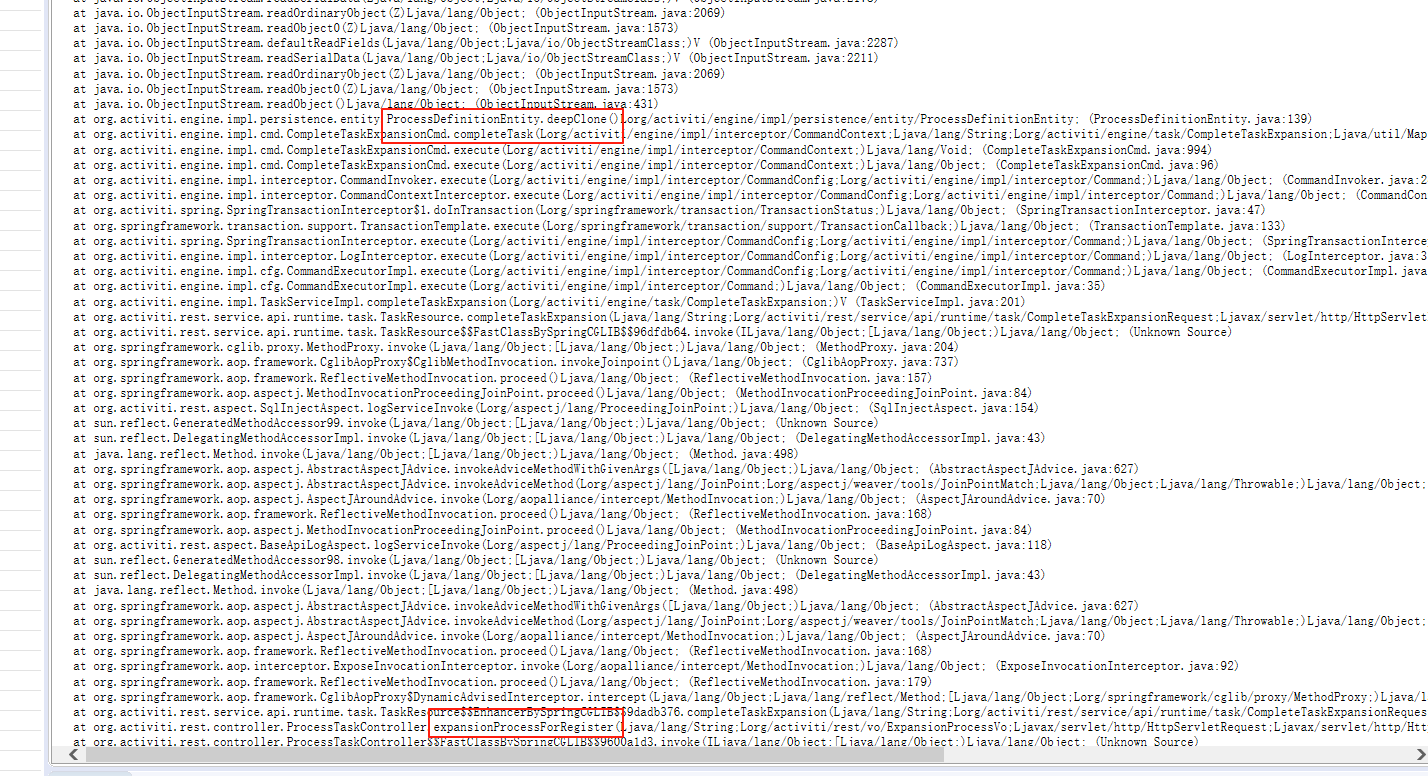 at java.io.ObjectInputStream.readOrdinaryObject(Z)Ljava/lang/Object; (ObjectInputStream.java:2069)
at java.io.ObjectInputStream.readObject0(Z)Ljava/lang/Object; (ObjectInputStream.java:1573)
at java.io.ObjectInputStream.defaultReadFields(Ljava/lang/Object;Ljava/io/ObjectStreamClass;)V (ObjectInputStream.java:2287)
at java.io.ObjectInputStream.readSerialData(Ljava/lang/Object;Ljava/io/ObjectStreamClass;)V (ObjectInputStream.java:2211)
at java.io.ObjectInputStream.readOrdinaryObject(Z)Ljava/lang/Object; (ObjectInputStream.java:2069)
at java.io.ObjectInputStream.readObject0(Z)Ljava/lang/Object; (ObjectInputStream.java:1573)
at java.io.ObjectInputStream.readObject()Ljava/lang/Object; (ObjectInputStream.java:431)
at org.activiti.engine.impl.persistence.entity.ProcessDefinitionEntity.deepClone()Lorg/activiti/engine/impl/persistence/entity/ProcessDefinitionEntity; (ProcessDefinitionEntity.java:139)
at org.activiti.engine.impl.cmd.CompleteTaskExpansionCmd.completeTask(Lorg/activiti/engine/impl/interceptor/CommandContext;Ljava/lang/String;Lorg/activiti/engine/task/CompleteTaskExpansion;Ljava/util/Map
at org.activiti.engine.impl.cmd.CompleteTaskExpansionCmd.execute(Lorg/activiti/engine/impl/interceptor/CommandContext;)Ljava/lang/Void; (CompleteTaskExpansionCmd.java:994)
at org.activiti.engine.impl.cmd.CompleteTaskExpansionCmd.execute(Lorg/activiti/engine/impl/interceptor/CommandContext;)Ljava/lang/Object; (CompleteTaskExpansionCmd.java:96)
at org.activiti.engine.impl.interceptor.CommandInvoker.execute(Lorg/activiti/engine/impl/interceptor/CommandConfig;Lorg/activiti/engine/impl/interceptor/Command;)Ljava/lang/Object; (CommandInvoker.java:2
at org.activiti.engine.impl.interceptor.CommandContextInterceptor.execute(Lorg/activiti/engine/impl/interceptor/CommandConfig;Lorg/activiti/engine/impl/interceptor/Command;)Ljava/lang/Object; (CommandCon
at org.activiti.spring.SpringTransactionInterceptor$1.doInTransaction(Lorg/springframework/transaction/TransactionStatus;)Ljava/lang/Object; (SpringTransactionInterceptor.java:47)
at org.springframework.transaction.support.TransactionTemplate.execute(Lorg/springframework/transaction/support/TransactionCallback;)Ljava/lang/Object; (TransactionTemplate.java:133)
at org.activiti.spring.SpringTransactionInterceptor.execute(Lorg/activiti/engine/impl/interceptor/CommandConfig;Lorg/activiti/engine/impl/interceptor/Command;)Ljava/lang/Object; (SpringTransactionInterce
at org.activiti.engine.impl.interceptor.LogInterceptor.execute(Lorg/activiti/engine/impl/interceptor/CommandConfig;Lorg/activiti/engine/impl/interceptor/Command;)Ljava/lang/Object; (LogInterceptor.java:3
at org.activiti.engine.impl.cfg.CommandExecutorImpl.execute(Lorg/activiti/engine/impl/interceptor/CommandConfig;Lorg/activiti/engine/impl/interceptor/Command;)Ljava/lang/Object; (CommandExecutorImpl.java
at org.activiti.engine.impl.cfg.CommandExecutorImpl.execute(Lorg/activiti/engine/impl/interceptor/Command;)Ljava/lang/Object; (CommandExecutorImpl.java:35)
at org.activiti.engine.impl.TaskServiceImpl.completeTaskExpansion(Lorg/activiti/engine/task/CompleteTaskExpansion;)V (TaskServiceImpl.java:201)
at org.activiti.rest.service.api.runtime.task.TaskResource.completeTaskExpansion(Ljava/lang/String;Lorg/activiti/rest/service/api/runtime/task/CompleteTaskExpansionRequest;Ljavax/servlet/http/HttpServlet
at org.activiti.rest.service.api.runtime.task.TaskResource$$FastClassBySpringCGLIB$$96dfdb64.invoke(ILjava/lang/Object;[Ljava/lang/Object;)Ljava/lang/Object; (Unknown Source)
at org.springframework.cglib.proxy.MethodProxy.invoke(Ljava/lang/Object;[Ljava/lang/Object;)Ljava/lang/Object; (MethodProxy.java:204)
at org.springframework.aop.framework.CglibAopProxy$CglibMethodInvocation.invokeJoinpoint()Ljava/lang/Object; (CglibAopProxy.java:737)
at org.springframework.aop.framework.ReflectiveMethodInvocation.proceed()Ljava/lang/Object; (ReflectiveMethodInvocation.java:157)
at org.springframework.aop.aspectj.MethodInvocationProceedingJoinPoint.proceed()Ljava/lang/Object; (MethodInvocationProceedingJoinPoint.java:84)
at org.activiti.rest.aspect.SqlInjectAspect.logServiceInvoke(Lorg/aspectj/lang/ProceedingJoinPoint;)Ljava/lang/Object; (SqlInjectAspect.java:154)
at sun.reflect.GeneratedMethodAccessor99.invoke(Ljava/lang/Object;[Ljava/lang/Object;)Ljava/lang/Object; (Unknown Source)
at sun.reflect.DelegatingMethodAccessorImpl.invoke(Ljava/lang/Object;[Ljava/lang/Object;)Ljava/lang/Object; (DelegatingMethodAccessorImpl.java:43)
at java.lang.reflect.Method.invoke(Ljava/lang/Object;[Ljava/lang/Object;)Ljava/lang/Object; (Method.java:498)
at org.springframework.aop.aspectj.AbstractAspectJAdvice.invokeAdviceMethodWithGivenArgs([Ljava/lang/Object;)Ljava/lang/Object; (AbstractAspectJAdvice.java:627)
at org.springframework.aop.aspectj.AbstractAspectJAdvice.invokeAdviceMethod(Lorg/aspectj/lang/JoinPoint;Lorg/aspectj/weaver/tools/JoinPointMatch;Ljava/lang/Object;Ljava/lang/Throwable;)Ljava/lang/Object;
at org.springframework.aop.aspectj.AspectJAroundAdvice.invoke(Lorg/aopalliance/intercept/MethodInvocation;)Ljava/lang/Object; (AspectJAroundAdvice.java:70)
at org.springframework.aop.framework.ReflectiveMethodInvocation.proceed()Ljava/lang/Object; (ReflectiveMethodInvocation.java:168)
at org.springframework.aop.aspectj.MethodInvocationProceedingJoinPoint.proceed()Ljava/lang/Object; (MethodInvocationProceedingJoinPoint.java:84)
at org.activiti.rest.aspect.BaseApiLogAspect.logServiceInvoke(Lorg/aspectj/lang/ProceedingJoinPoint;)Ljava/lang/Object; (BaseApiLogAspect.java:118)
at sun.reflect.GeneratedMethodAccessor98.invoke(Ljava/lang/Object;[Ljava/lang/Object;)Ljava/lang/Object; (Unknown Source)
at sun.reflect.DelegatingMethodAccessorImpl.invoke(Ljava/lang/Object;[Ljava/lang/Object;)Ljava/lang/Object; (DelegatingMethodAccessorImpl.java:43)
at java.lang.reflect.Method.invoke(Ljava/lang/Object;[Ljava/lang/Object;)Ljava/lang/Object; (Method.java:498)
at org.springframework.aop.aspectj.AbstractAspectJAdvice.invokeAdviceMethodWithGivenArgs([Ljava/lang/Object;)Ljava/lang/Object; (AbstractAspectJAdvice.java:627)
at org.springframework.aop.aspectj.AbstractAspectJAdvice.invokeAdviceMethod(Lorg/aspectj/lang/JoinPoint;Lorg/aspectj/weaver/tools/JoinPointMatch;Ljava/lang/Object;Ljava/lang/Throwable;)Ljava/lang/Object;
at org.springframework.aop.aspectj.AspectJAroundAdvice.invoke(Lorg/aopalliance/intercept/MethodInvocation;)Ljava/lang/Object; (AspectJAroundAdvice.java:70)
at org.springframework.aop.framework.ReflectiveMethodInvocation.proceed()Ljava/lang/Object; (ReflectiveMethodInvocation.java:168)
at org.springframework.aop.interceptor.ExposeInvocationInterceptor.invoke(Lorg/aopalliance/intercept/MethodInvocation;)Ljava/lang/Object; (ExposeInvocationInterceptor.java:92)
at org.springframework.aop.framework.ReflectiveMethodInvocation.proceed()Ljava/lang/Object; (ReflectiveMethodInvocation.java:179)
at org.springframework.aop.framework.CglibAopProxy$DynamicAdvisedInterceptor.intercept(Ljava/lang/Object;Ljava/lang/reflect/Method;[Ljava/lang/Object;Lorg/springframework/cglib/proxy/MethodProxy;)Ljava/l
at org.activiti.rest.service.api.runtime.task.TaskResource$$EnhancerBySpringCGLIB$$9dadb376.completeTaskExpansion(Ljava/lang/String;Lorg/activiti/rest/service/api/runtime/task/CompleteTaskExpansionReques
at org.activiti.rest.controller.ProcessTaskController.expansionProcessForRegister(Ljava/lang/String;Lorg/activiti/rest/vo/ExpansionProcessVo;Ljavax/servlet/http/HttpServletRequest;Ljavax/servlet/http/Htt
at org.activiti.rest.controller.ProcessTaskController$$FastClassBySpringCGLIB$$9600a1d3.invoke(ILjava/lang/Object;[Ljava/lang/Object;)Ljava/lang/Object; (Unknown Source)